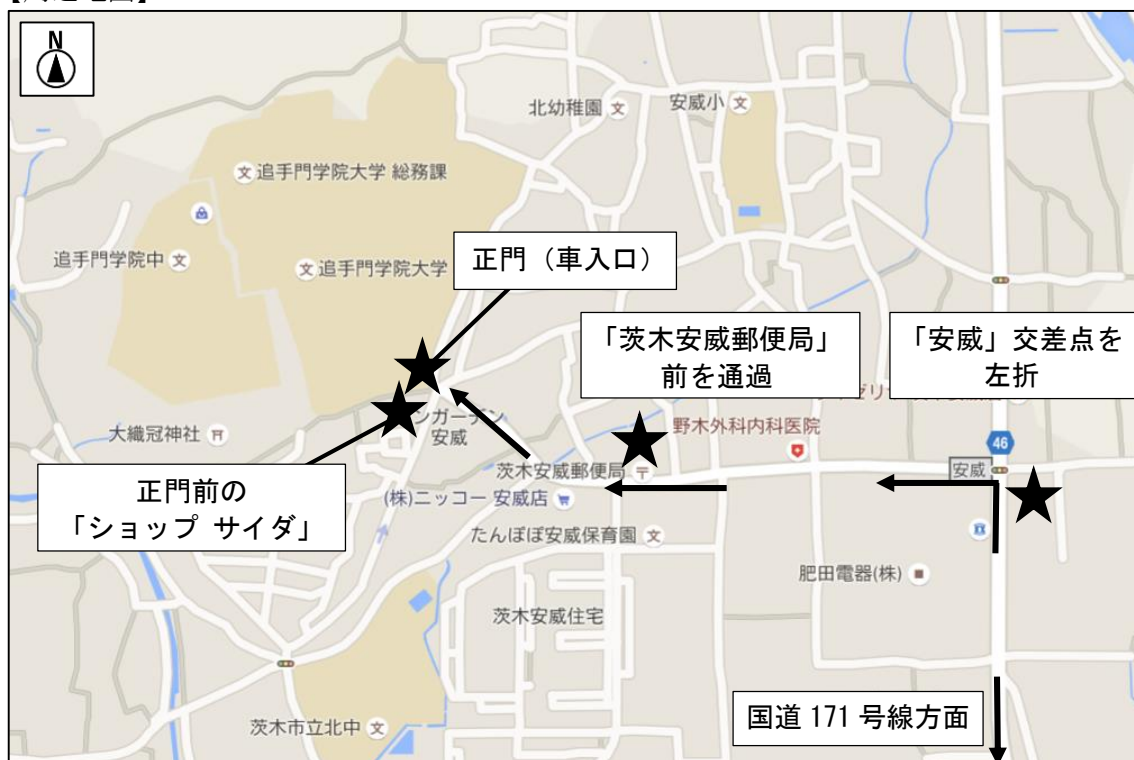 N
北幼稚園
安威小
追手門学院大学 総務課
追手門学院中
追手門学院大学
正門（車入口）
「茨木安威郵便局」
前を通過
「安威」交差点を
左折
野木外科内科医院
大織冠神社
ンガーデン
安威
46
安威
茨木安威郵便局
(株)ニッコー 安威店
正門前の
「ショップ サイダ」
たんぽぽ安威保育園
肥田電器(株)
茨木安威住宅
国道 171 号線方面
茨木市立北中